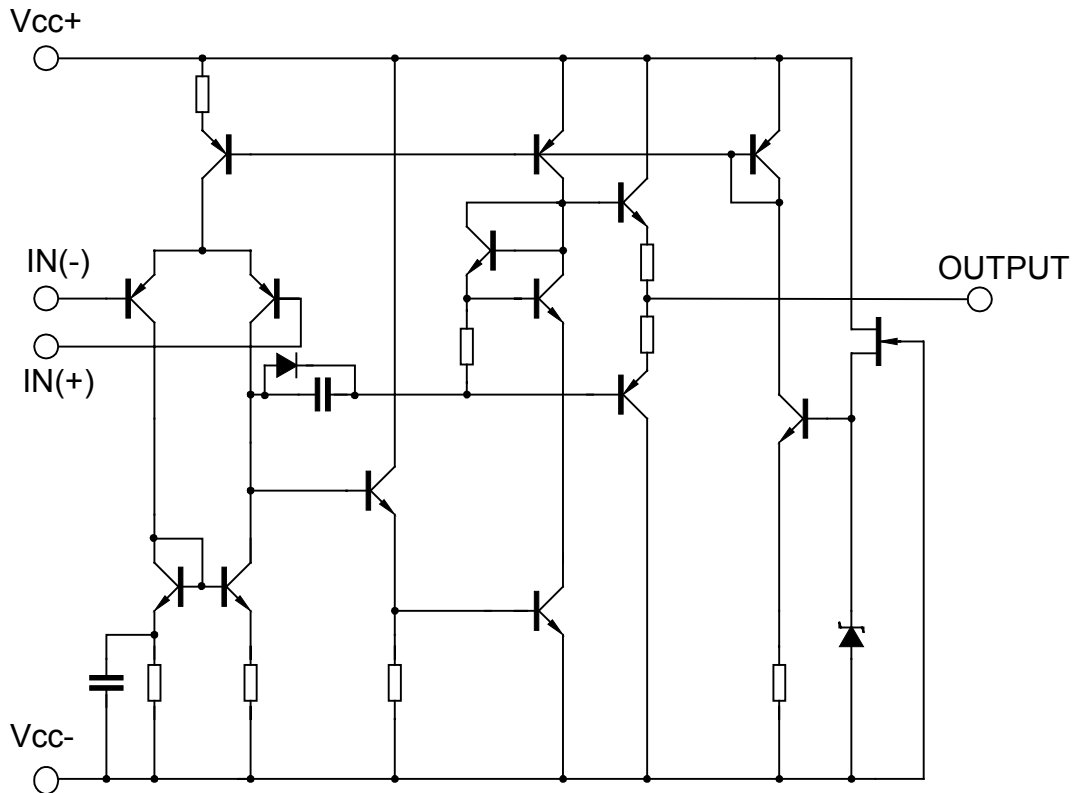 Vcc+
IN(-)
OUTPUT
IN(+)
Vcc-